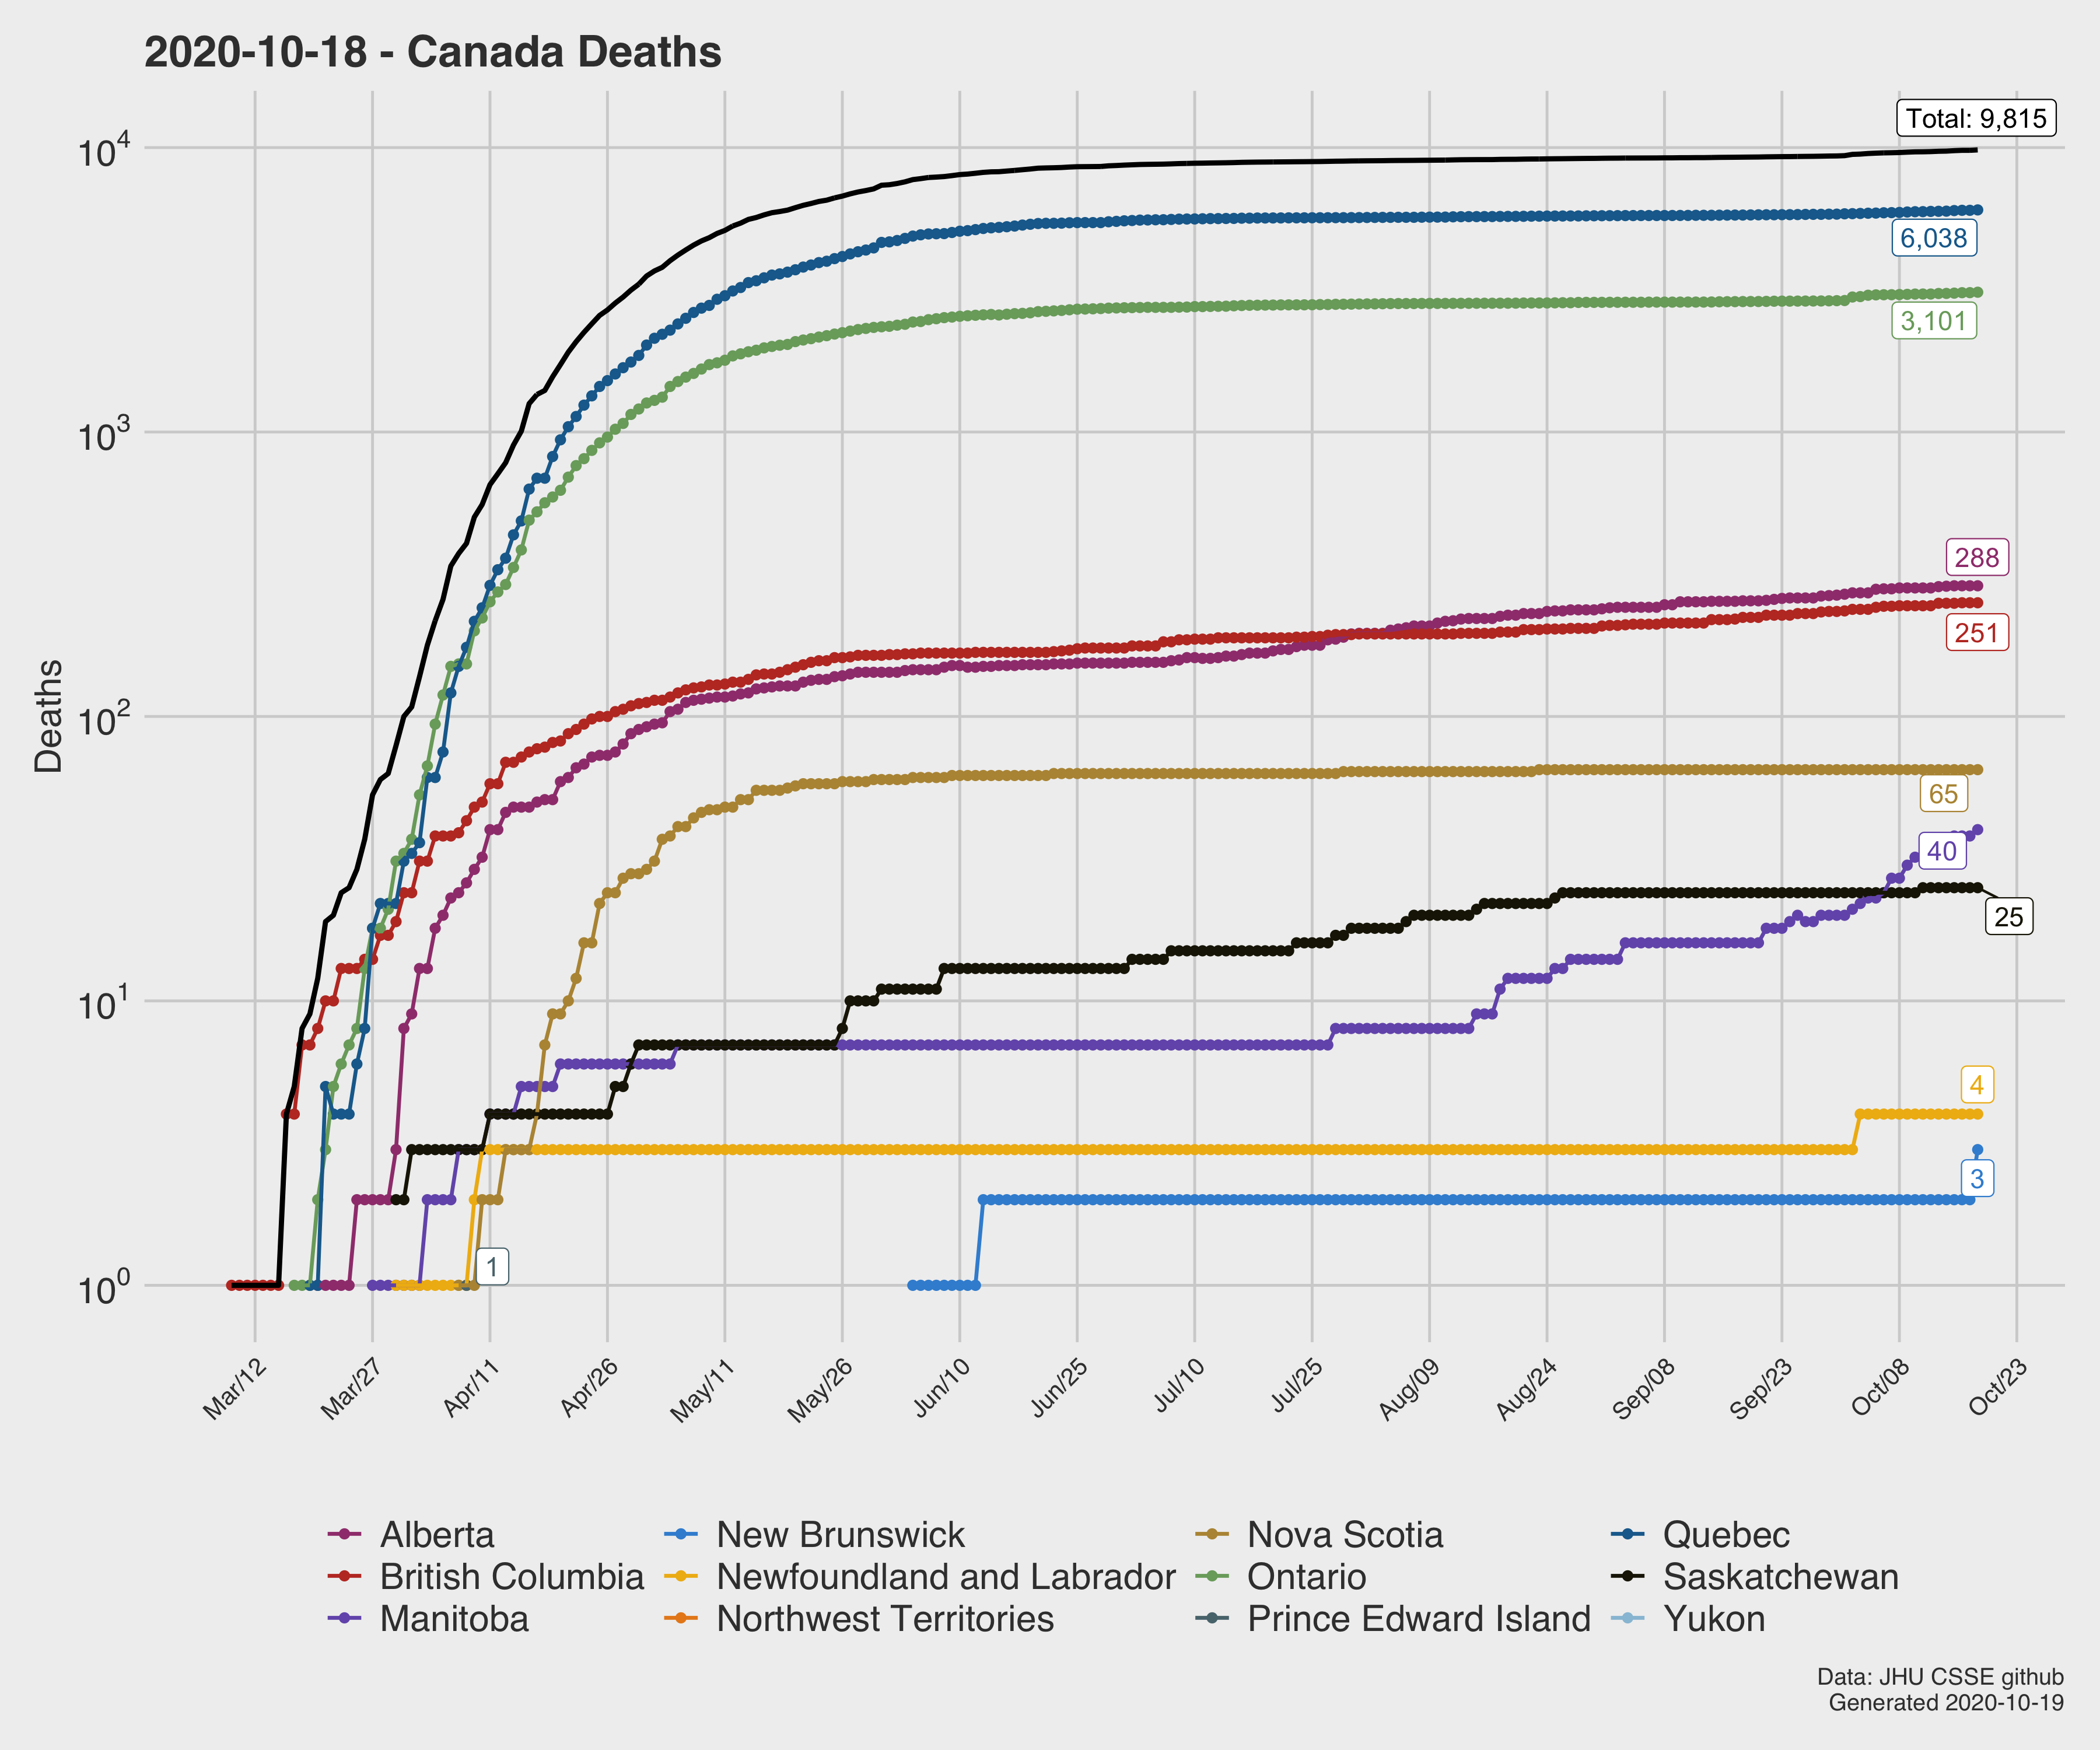 2020-10-18 - Canada Deaths
Total: 9,815
10^4
6,038
3,101
10^3
288
251
10^2
65
40
25
10^1
4
3
1
10^0
Deaths
Mar/12 Mar/27 Apr/11 Apr/26 May/11 May/26 Jun/10 Jun/25 Jul/10 Jul/25 Aug/09 Aug/24 Sep/08 Sep/23 Oct/08 Oct/23
Alberta New Brunswick Nova Scotia Quebec
British Columbia Newfoundland and Labrador Ontario Saskatchewan
Manitoba Northwest Territories Prince Edward Island Yukon
Data: JHU CSSE github
Generated 2020-10-19